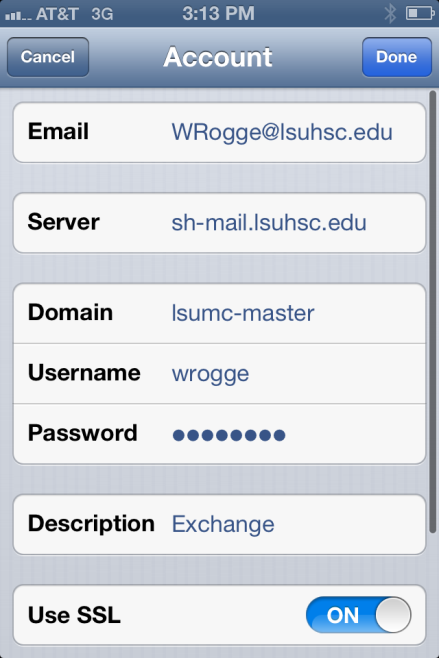 AT&T 3G 3:13 PM
Cancel Account Done
Email WRogge@lsuhsc.edu
Server sh-mail.lsuhsc.edu
Domain lsumc-master
Username wrogge
Password ●●●●●●●●
Description Exchange
Use SSL ON